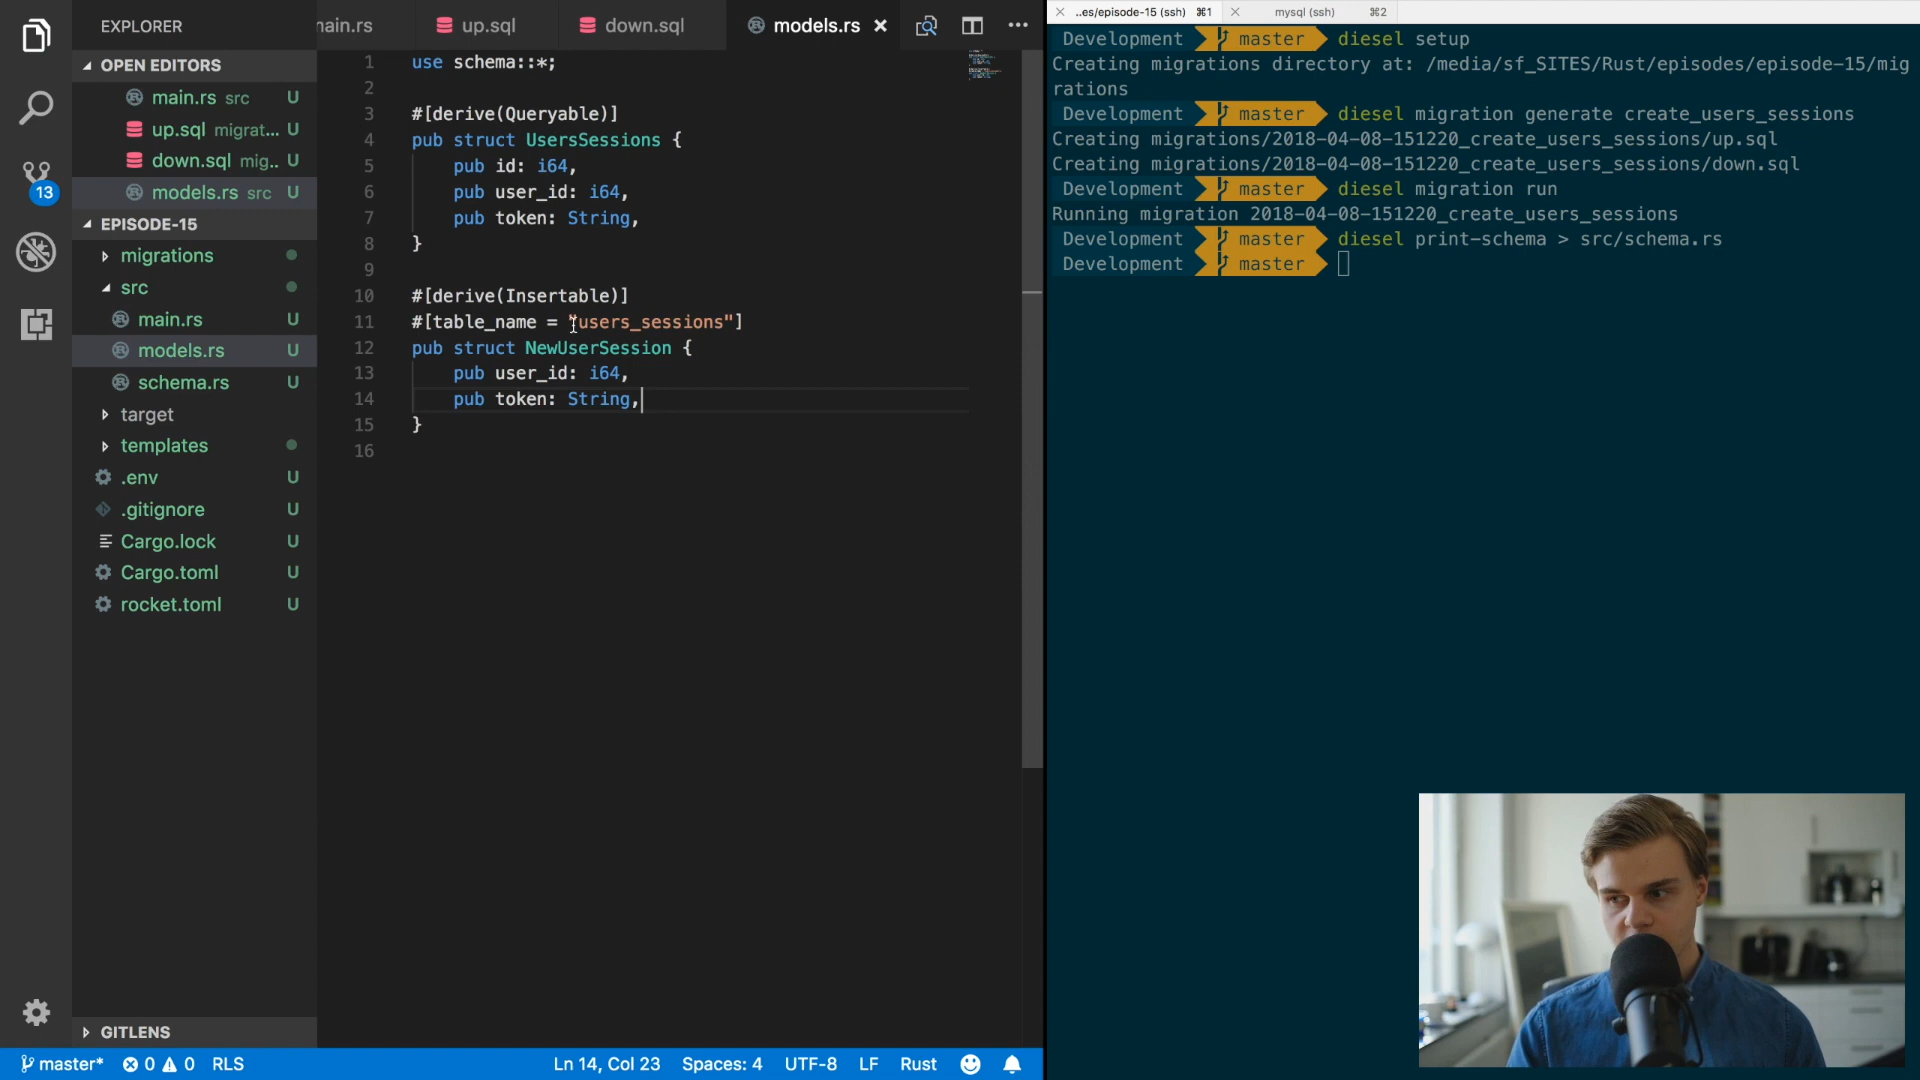 EXPLORER
OPEN EDITORS
main.rs src U
up.sql migrat... U
down.sql mig.. U
models.rs src U
EPISODE-15
migrations
src
main.rs U
models.rs U
schema.rs U
target
templates
.env U
.gitignore U
Cargo.lock U
Cargo.toml U
rocket.toml U
GITLENS
13
nain.rs
up.sql
down.sql
models.rs
1 use schema::*;
2
3 #[derive(Queryable)]
4 pub struct UsersSessions {
5 pub id: i64,
6 pub user_id: i64,
7 pub token: String,
8 }
9
10 #[derive(Insertable)]
11 #[table_name = "users_sessions"]
12 pub struct NewUserSession {
13 pub user_id: i64,
14 pub token: String,
15 }
16
master* 0 0 RLS Ln 14, Col 23 Spaces: 4 UTF-8 LF Rust
..es/episode-15 (ssh) ⌘1 mysql (ssh) ⌘2
Development master diesel setup
Creating migrations directory at: /media/sf_SITES/Rust/episodes/episode-15/mig
rations
Development master diesel migration generate create_users_sessions
Creating migrations/2018-04-08-151220_create_users_sessions/up.sql
Creating migrations/2018-04-08-151220_create_users_sessions/down.sql
Development master diesel migration run
Running migration 2018-04-08-151220_create_users_sessions
Development master diesel print-schema > src/schema.rs
Development master